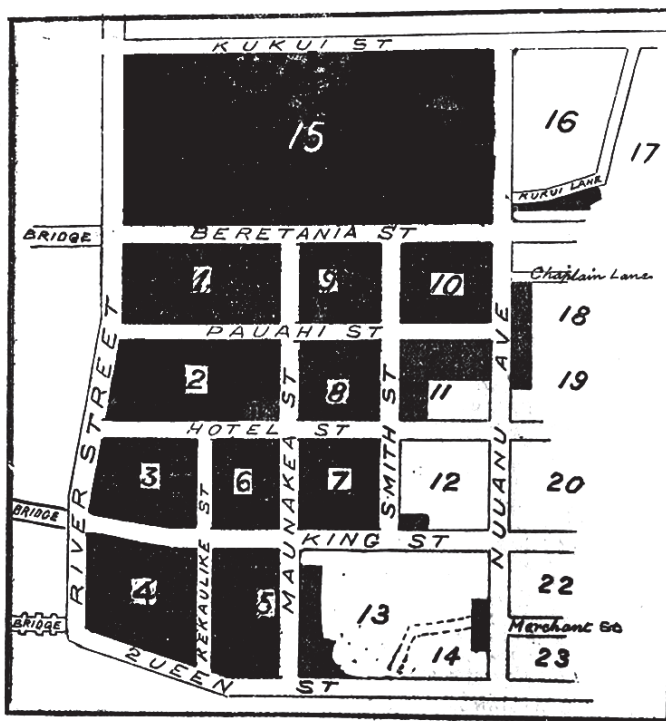 KUKUI ST
15
16
17
KUKUI LANE
BRIDGE
BERETANIA ST
1
9
10
Chaplain Lane
18
PAUAHI ST
2
8
11
19
HOTEL ST
3
6
7
12
20
BRIDGE
KING ST
4
5
13
22
BRIDGE
Merchant St
14
23
QUEEN ST
RIVER STREET
KEKAULIKE ST
MAUNAKEA ST
SMITH ST
NUUANU AVE